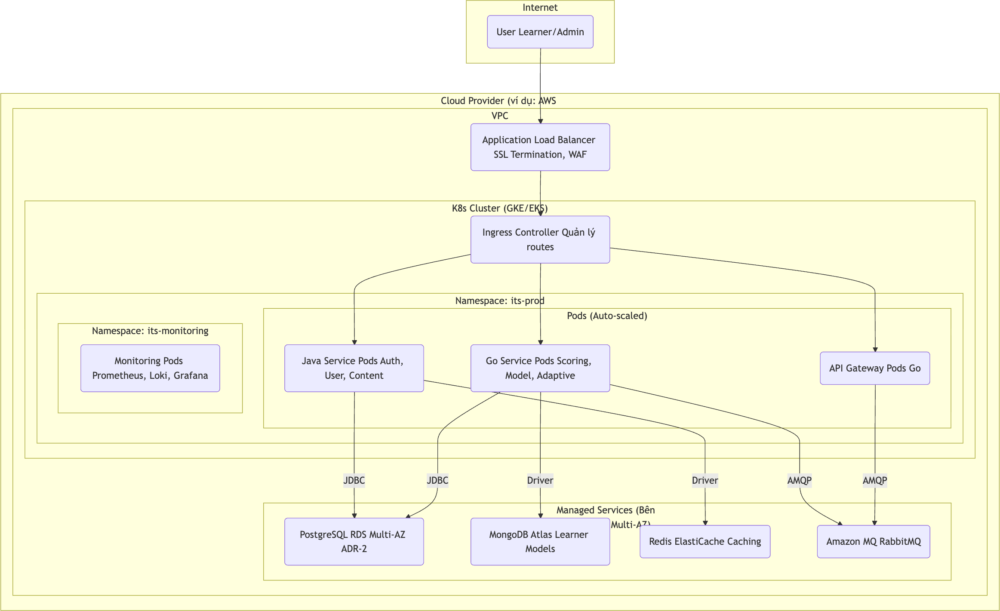 Internet
User Learner/Admin
Cloud Provider (ví dụ: AWS
VPC
Application Load Balancer
SSL Termination, WAF
K8s Cluster (GKE/EKS)
Ingress Controller Quản lý
routes
Namespace: its-prod
Pods (Auto-scaled)
Namespace: its-monitoring
Monitoring Pods
Prometheus, Loki, Grafana
Java Service Pods Auth,
User, Content
Go Service Pods Scoring,
Model, Adaptive
API Gateway Pods Go
JDBC
JDBC
Driver
Driver
AMQP
AMQP
Managed Services (Bên
Multi-AZ)
PostgreSQL RDS Multi-AZ
ADR-2
MongoDB Atlas Learner
Models
Redis ElastiCache Caching
Amazon MQ RabbitMQ